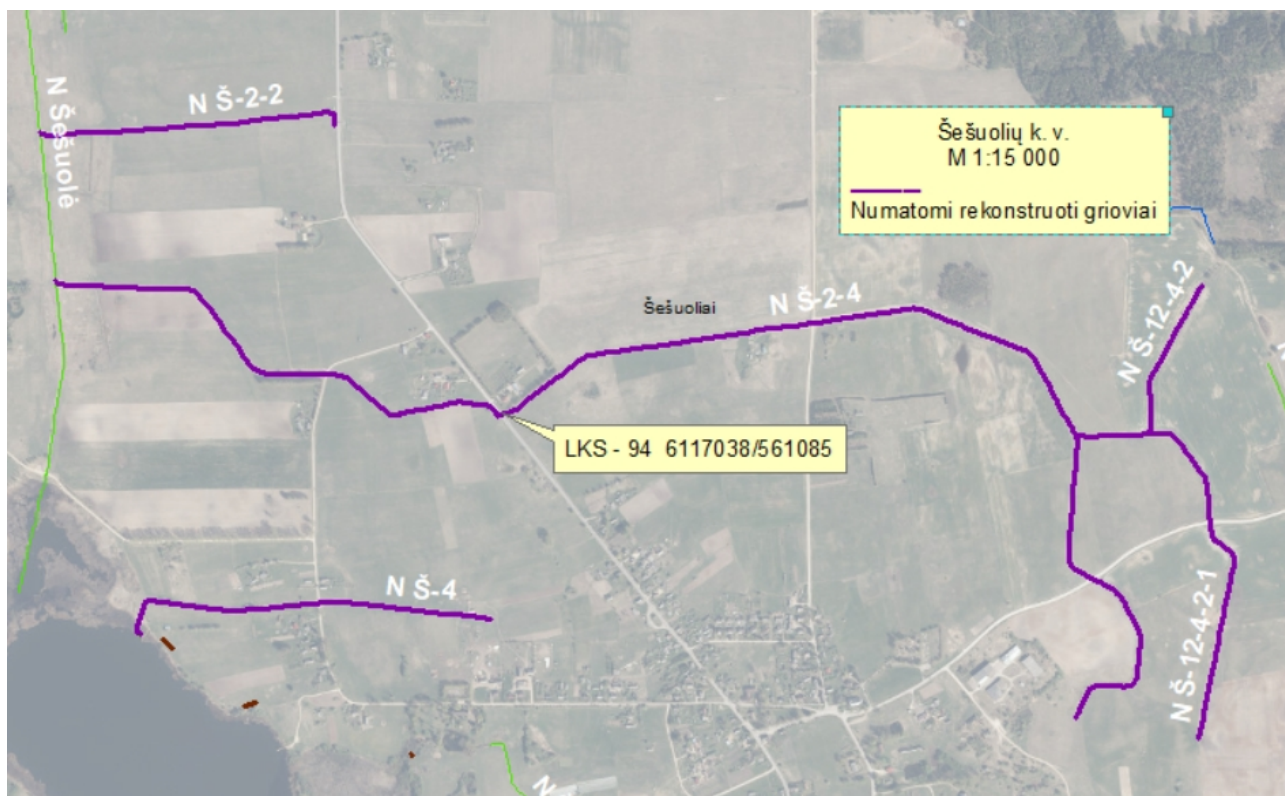 N Š-2-2
N Šešuolė
Šešuolių k. v.
M 1:15 000
Numatomi rekonstruoti grioviai
N Š-12-4-2
Šešuoliai
N Š-2-4
LKS - 94 6117038/561085
N Š-4
N Š-12-4-2-1
N